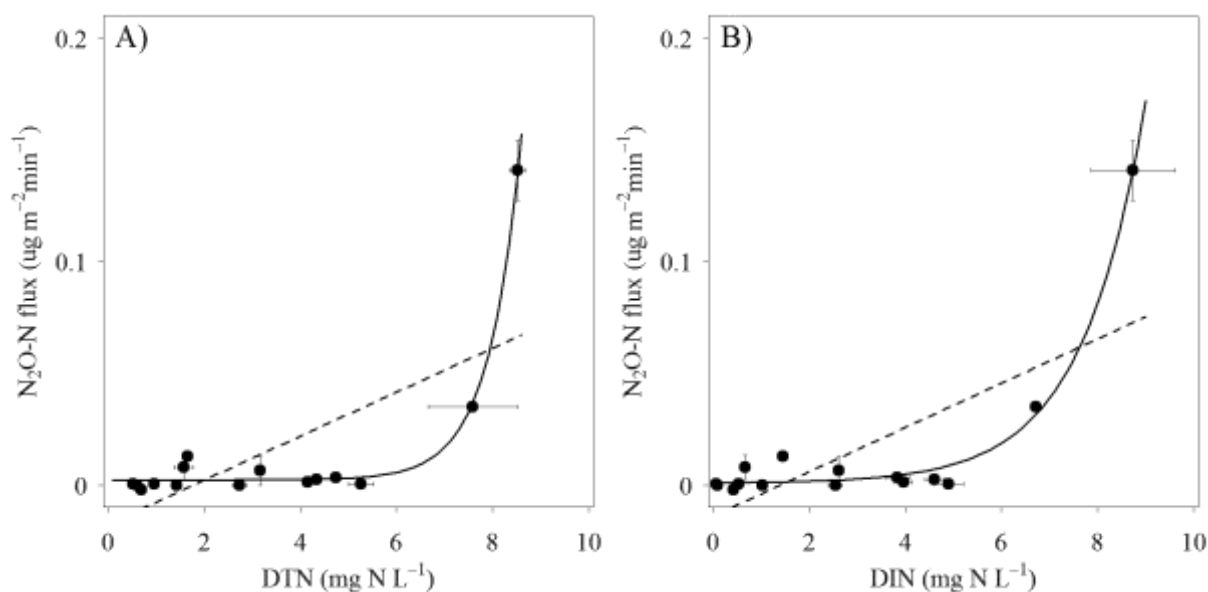 A)
N₂O-N flux (ug m⁻²min⁻¹)
0.2
0.1
0
0 2 4 6 8 10
DTN (mg N L⁻¹)
B)
N₂O-N flux (ug m⁻²min⁻¹)
0.2
0.1
0
0 2 4 6 8 10
DIN (mg N L⁻¹)